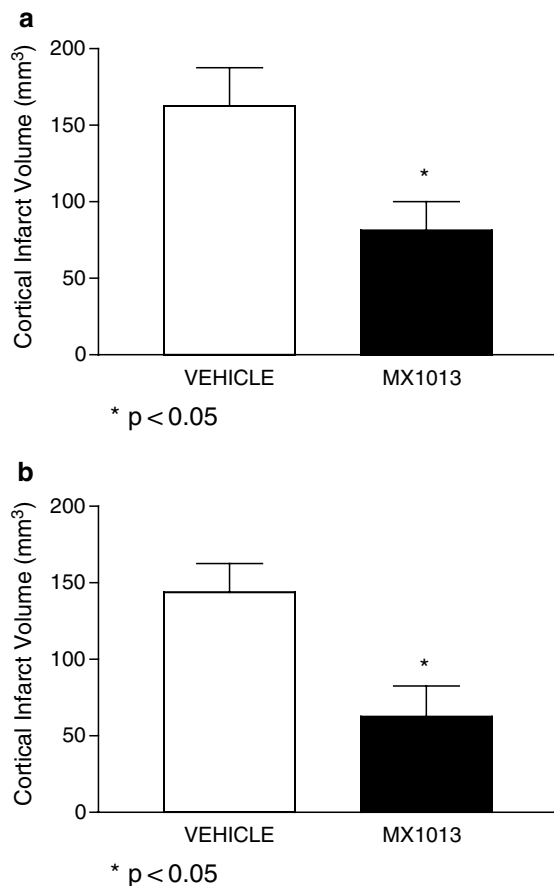 a
Cortical Infarct Volume (mm³)
200
150
100
50
0
*
VEHICLE MX1013
* p < 0.05
b
Cortical Infarct Volume (mm³)
200
150
100
50
0
*
VEHICLE MX1013
* p < 0.05